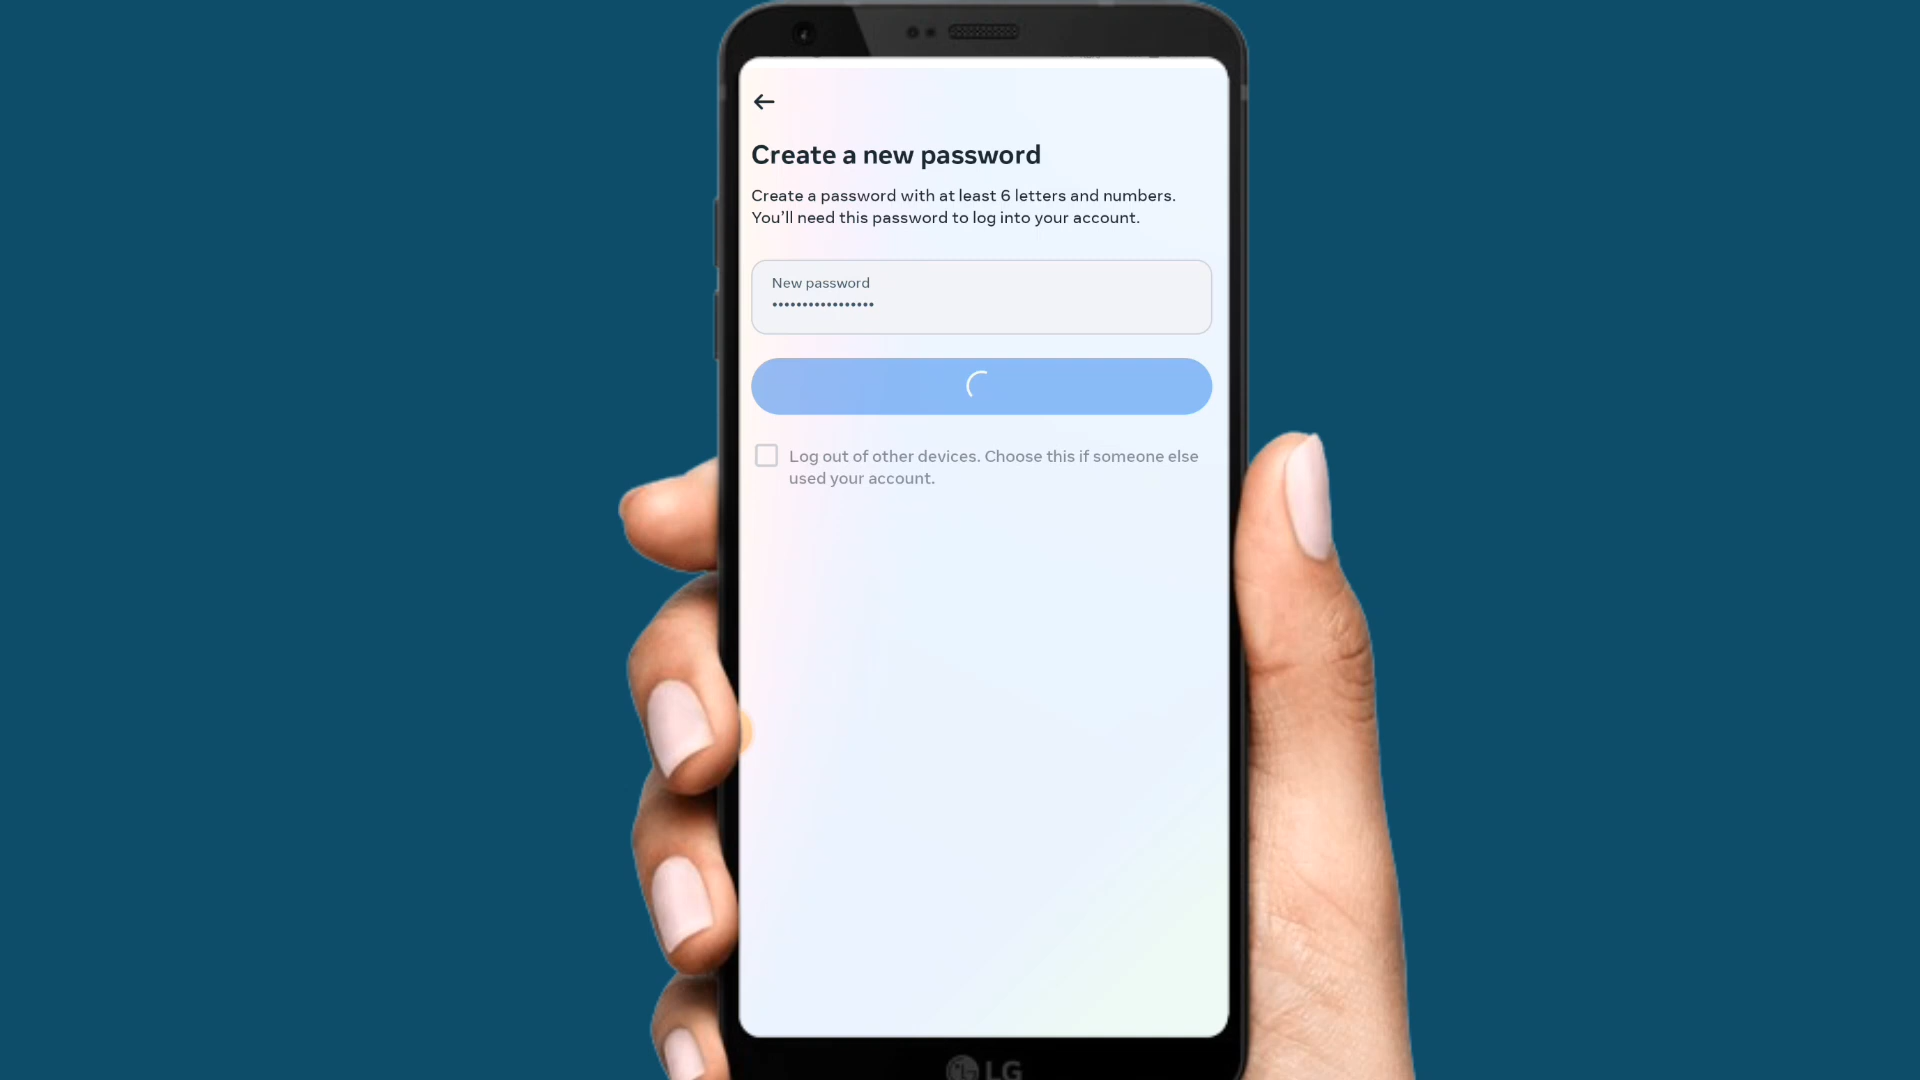 Create a new password
Create a password with at least 6 letters and numbers.
You’ll need this password to log into your account.
New password
•••••••••••••••••
Log out of other devices. Choose this if someone else
used your account.
LG